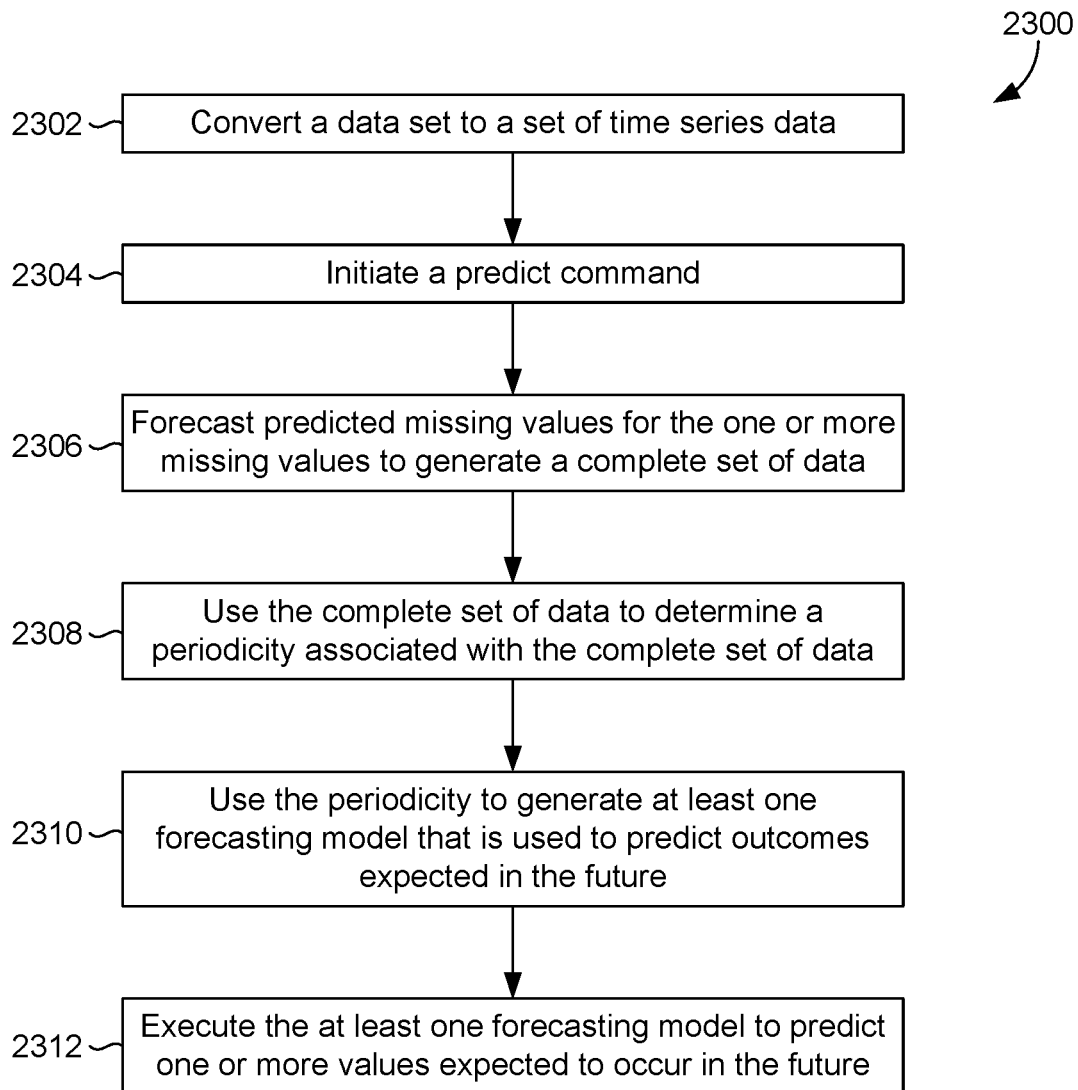 2300
2302
Convert a data set to a set of time series data
2304
Initiate a predict command
2306
Forecast predicted missing values for the one or more
missing values to generate a complete set of data
2308
Use the complete set of data to determine a
periodicity associated with the complete set of data
2310
Use the periodicity to generate at least one
forecasting model that is used to predict outcomes
expected in the future
2312
Execute the at least one forecasting model to predict
one or more values expected to occur in the future